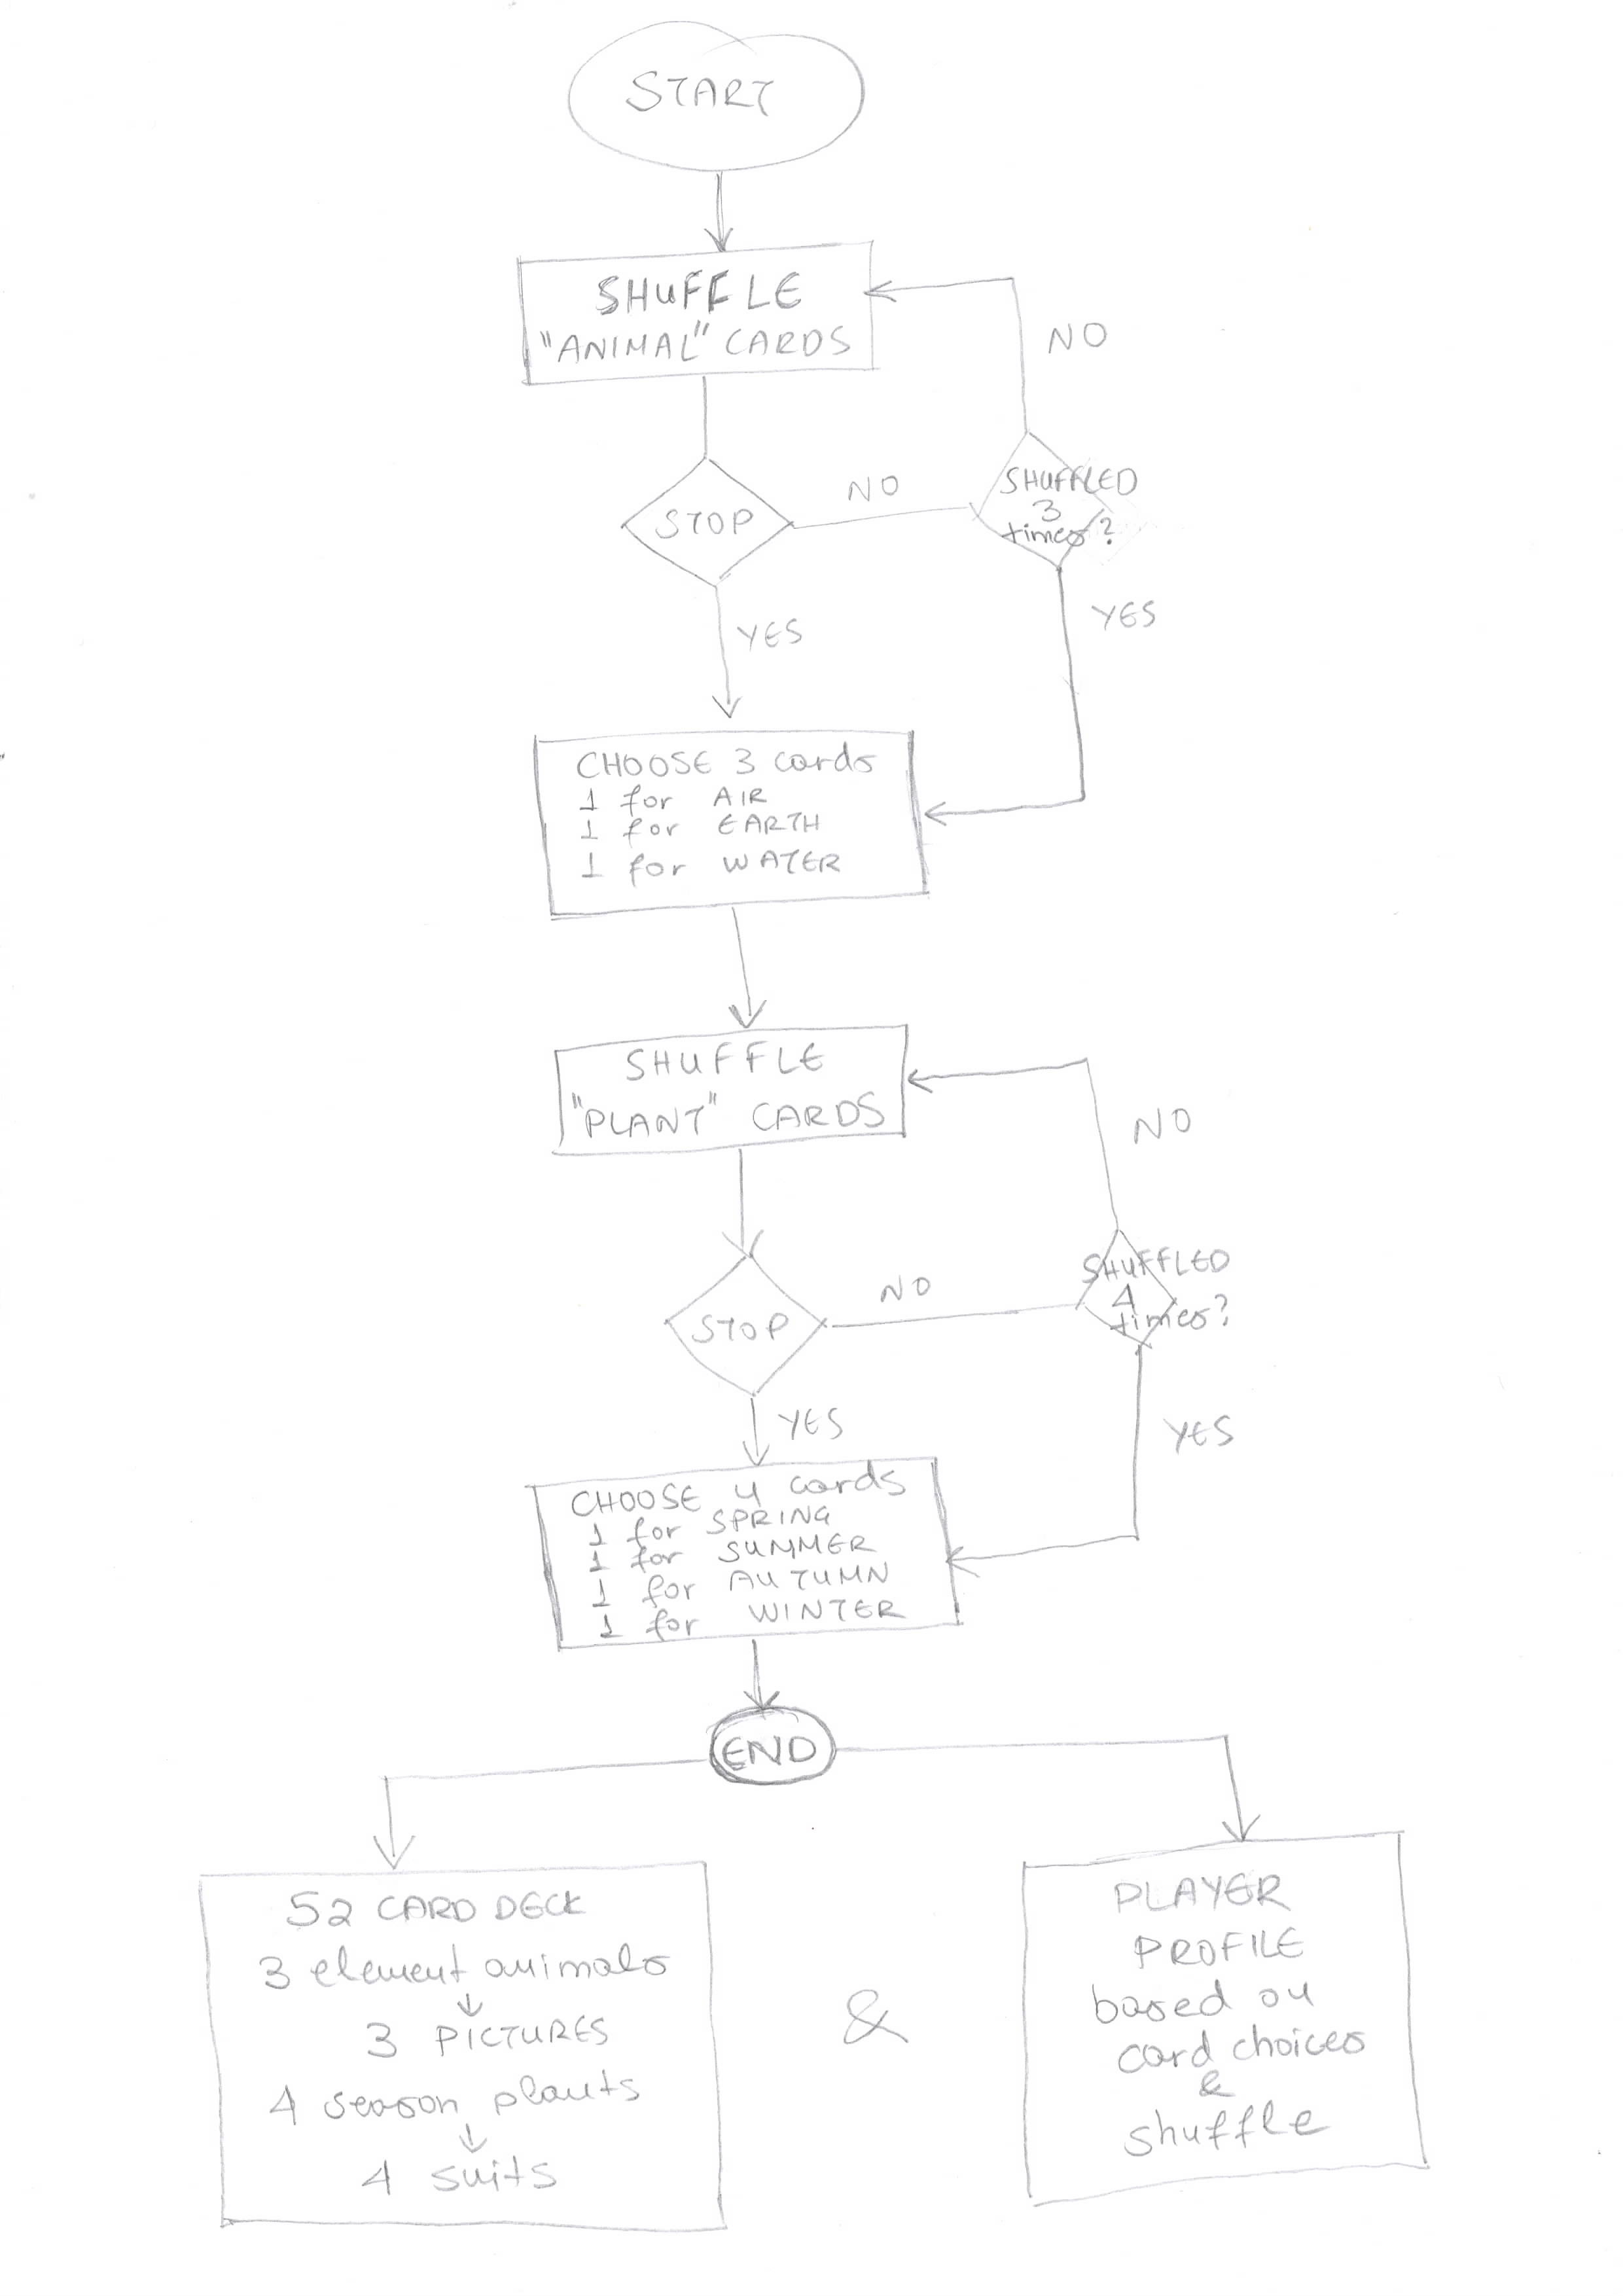 START
SHUFFLE
"ANIMAL" CARDS
NO
STOP
NO
SHUFFLED
3
times?
YES
YES
CHOOSE 3 cards
1 for AIR
1 for EARTH
1 for WATER
SHUFFLE
"PLANT" CARDS
NO
STOP
NO
SHUFFLED
4
times?
YES
YES
CHOOSE 4 cards
1 for SPRING
1 for SUMMER
1 for AUTUMN
1 for WINTER
END
52 CARD DECK
3 element animals
↓
3 PICTURES
4 season plants
↓
4 suits
&
PLAYER
PROFILE
based on
card choices
&
shuffle